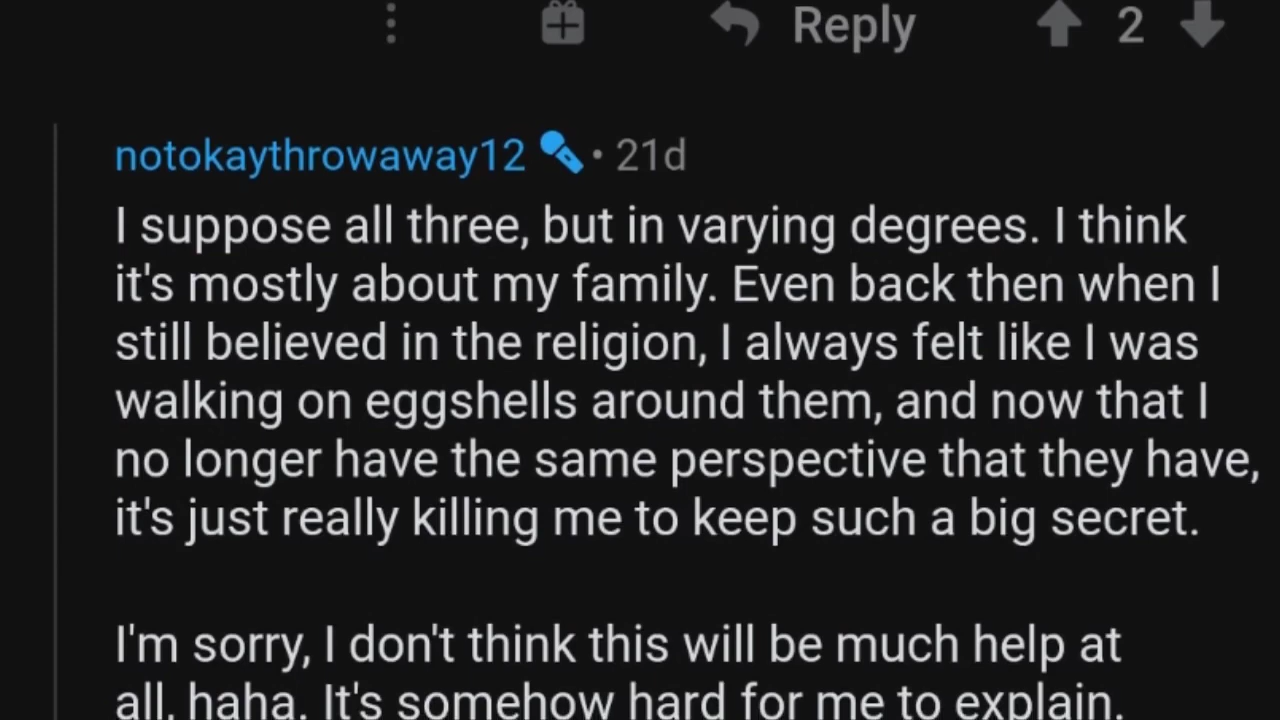 Reply 2
notokaythrowaway12 • 21d
I suppose all three, but in varying degrees. I think
it's mostly about my family. Even back then when I
still believed in the religion, I always felt like I was
walking on eggshells around them, and now that I
no longer have the same perspective that they have,
it's just really killing me to keep such a big secret.
I'm sorry, I don't think this will be much help at
all, haha. It's somehow hard for me to explain.